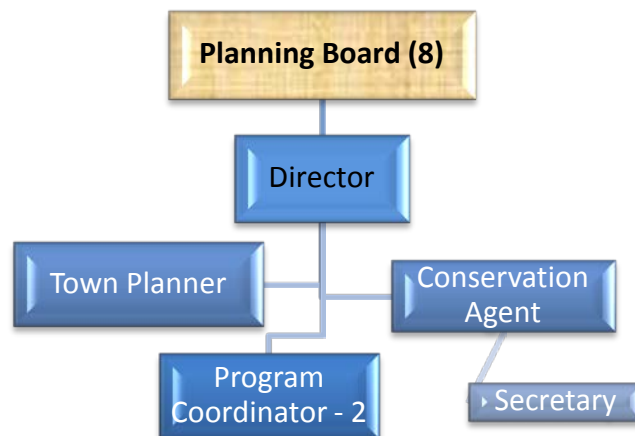 Planning Board (8)
Director
Town Planner
Conservation
Agent
Program
Coordinator - 2
Secretary